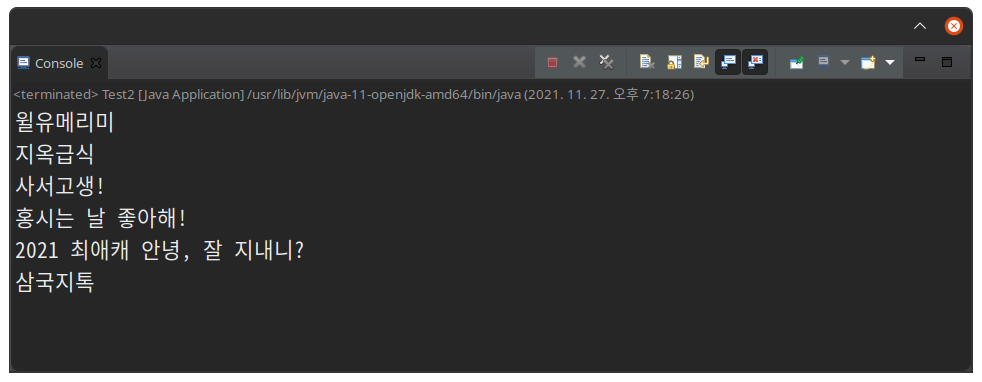 Console
<terminated> Test2 [Java Application] /usr/lib/jvm/java-11-openjdk-amd64/bin/java (2021. 11. 27. 오후 7:18:26)
윌유메리미
지옥급식
사서고생!
홍시는 날 좋아해!
2021 최애캐 안녕, 잘 지내니?
삼국지톡